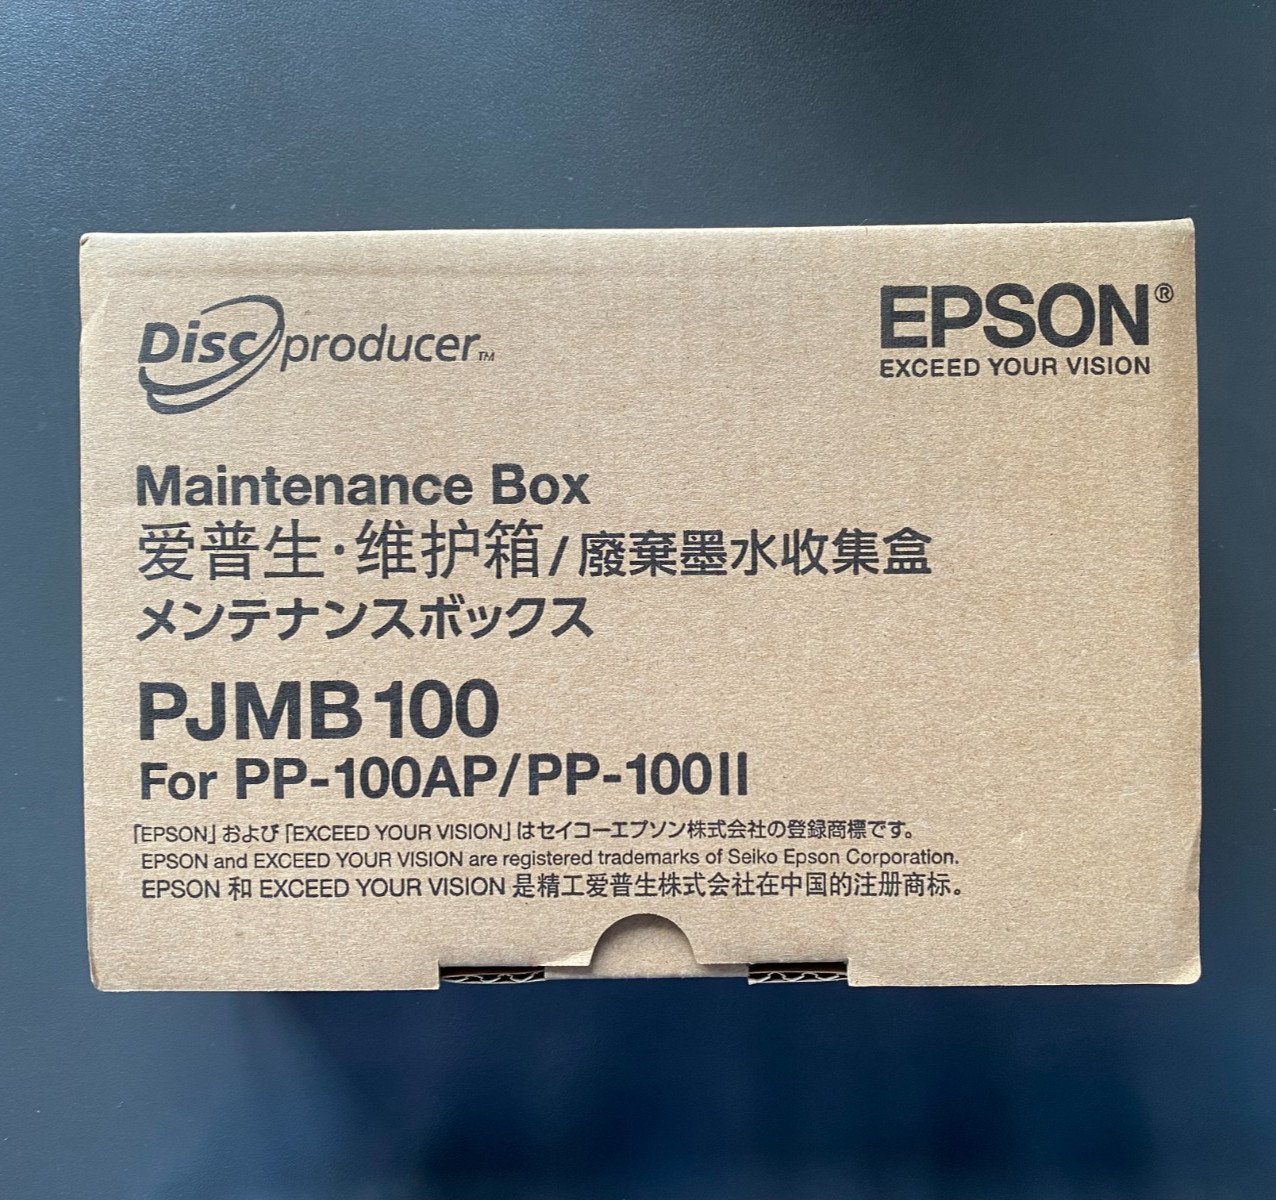 Disc producer™
EPSON®
EXCEED YOUR VISION
Maintenance Box
爱普生·维护箱/廢棄墨水收集盒
メンテナンスボックス
PJMB100
For PP-100AP/PP-100II
「EPSON」および「EXCEED YOUR VISION」はセイコーエプソン株式会社の登録商標です。
EPSON and EXCEED YOUR VISION are registered trademarks of Seiko Epson Corporation.
EPSON 和 EXCEED YOUR VISION 是精工爱普生株式会社在中国的注册商标。